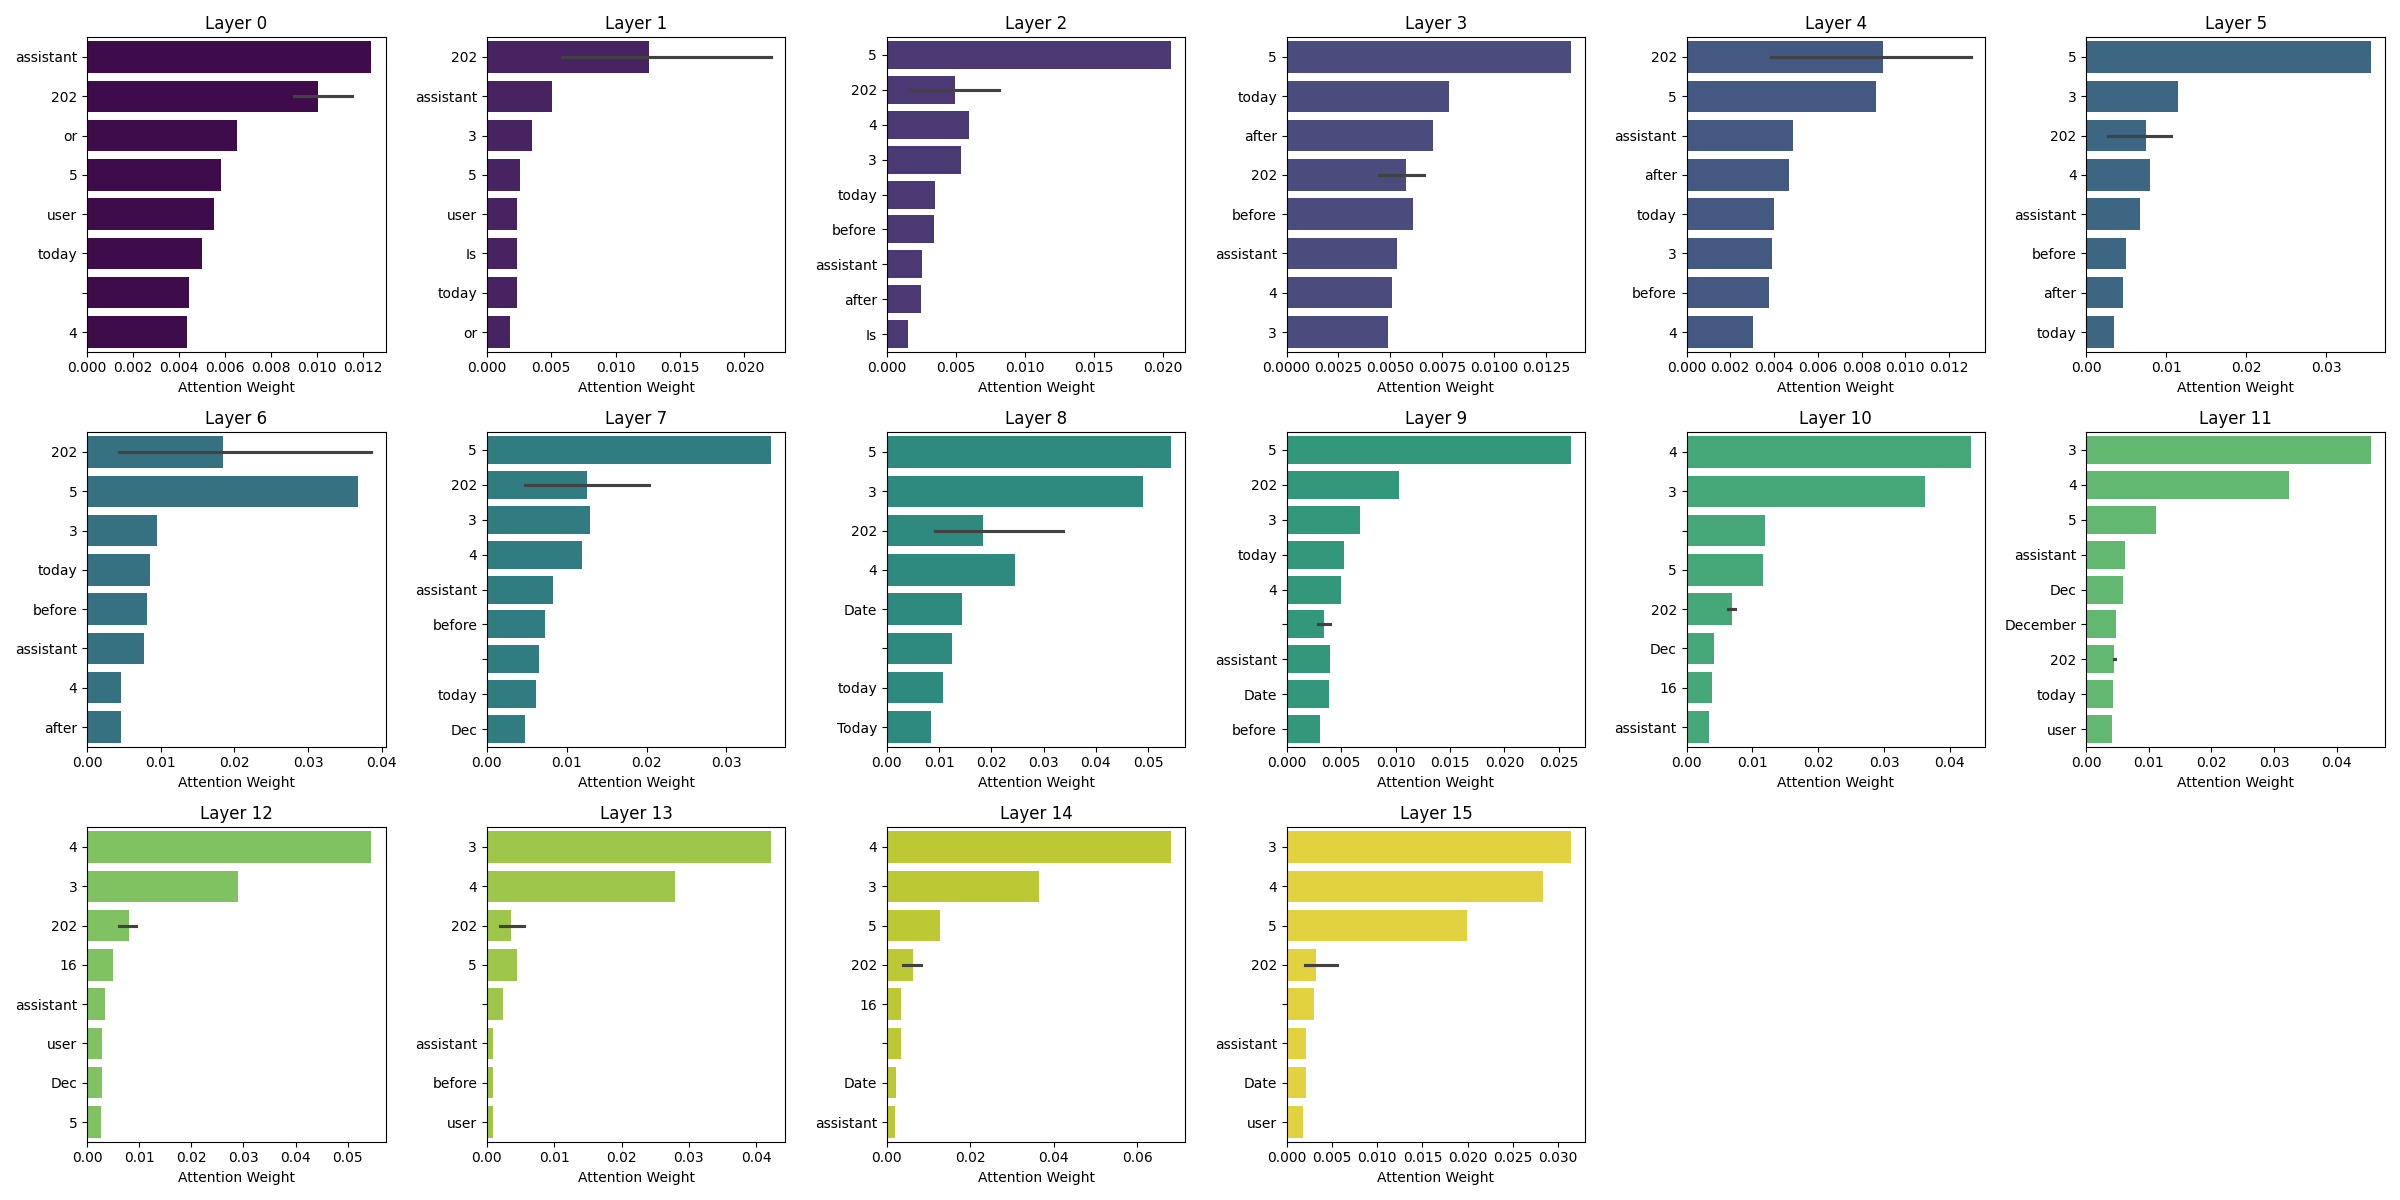 Layer 0
assistant
202
or
5
user
today
4
0.000 0.002 0.004 0.006 0.008 0.010 0.012
Attention Weight
Layer 1
202
assistant
3
5
user
Is
today
or
0.000 0.005 0.010 0.015 0.020
Attention Weight
Layer 2
5
202
4
3
today
before
assistant
after
Is
0.000 0.005 0.010 0.015 0.020
Attention Weight
Layer 3
5
today
after
202
before
assistant
4
3
0.0000 0.0025 0.0050 0.0075 0.0100 0.0125
Attention Weight
Layer 4
202
5
assistant
after
today
3
before
4
0.000 0.002 0.004 0.006 0.008 0.010 0.012
Attention Weight
Layer 5
5
3
202
4
assistant
before
after
today
0.00 0.01 0.02 0.03
Attention Weight
Layer 6
202
5
3
today
before
assistant
4
after
0.00 0.01 0.02 0.03 0.04
Attention Weight
Layer 7
5
202
3
4
assistant
before
today
Dec
0.00 0.01 0.02 0.03
Attention Weight
Layer 8
5
3
202
4
Date
today
Today
0.00 0.01 0.02 0.03 0.04 0.05
Attention Weight
Layer 9
5
202
3
today
4
assistant
Date
before
0.000 0.005 0.010 0.015 0.020 0.025
Attention Weight
Layer 10
4
3
5
202
Dec
16
assistant
0.00 0.01 0.02 0.03 0.04
Attention Weight
Layer 11
3
4
5
assistant
Dec
December
202
today
user
0.00 0.01 0.02 0.03 0.04
Attention Weight
Layer 12
4
3
202
16
assistant
user
Dec
5
0.00 0.01 0.02 0.03 0.04 0.05
Attention Weight
Layer 13
3
4
202
5
assistant
before
user
0.00 0.01 0.02 0.03 0.04
Attention Weight
Layer 14
4
3
5
202
16
Date
assistant
0.00 0.02 0.04 0.06
Attention Weight
Layer 15
3
4
5
202
assistant
Date
user
0.000 0.005 0.010 0.015 0.020 0.025 0.030
Attention Weight